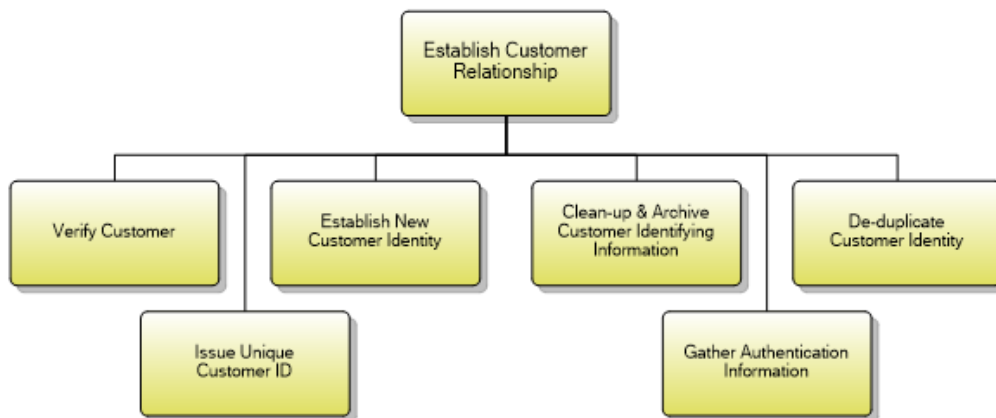 Establish Customer
Relationship
Verify Customer
Establish New
Customer Identity
Clean-up & Archive
Customer Identifying
Information
De-duplicate
Customer Identity
Issue Unique
Customer ID
Gather Authentication
Information